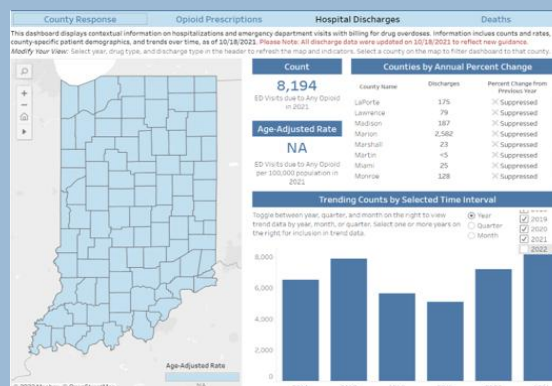 County Response
Opioid Prescriptions
Hospital Discharges
Deaths
This dashboard displays contextual information on hospitalizations and emergency department visits with billing for drug overdoses. Information inclues counts and rates,
county-specific patient demographics, and trends over time, as of 10/18/2021. Please Note: All discharge data were updated on 10/18/2021 to reflect new guidance.
Modify Your View: Select year, drug type, and discharge type in the header to refresh the map and indicators. Select a county on the map to filter dashboard to that county.
Count
8,194
ED Visits due to Any Opioid
in 2021
Age-Adjusted Rate
NA
ED Visits due to Any Opioid
per 100,000 population in
2021
Counties by Annual Percent Change
County Name Discharges Percent Change from
Previous Year
LaPorte 175 Suppressed
Lawrence 79 Suppressed
Madison 187 Suppressed
Marion 2,582 Suppressed
Marshall 23 Suppressed
Martin <5 Suppressed
Miami 25 Suppressed
Monroe 128 Suppressed
Trending Counts by Selected Time Interval
Toggle between year, quarter, and month on the right to view
trend data by year, month, or quarter. Select one or more years on
the right for inclusion in trend data.
Year
Quarter
Month
2019
2020
2021
2022
8,000
6,000
4,000
2,000
0
Age-Adjusted Rate